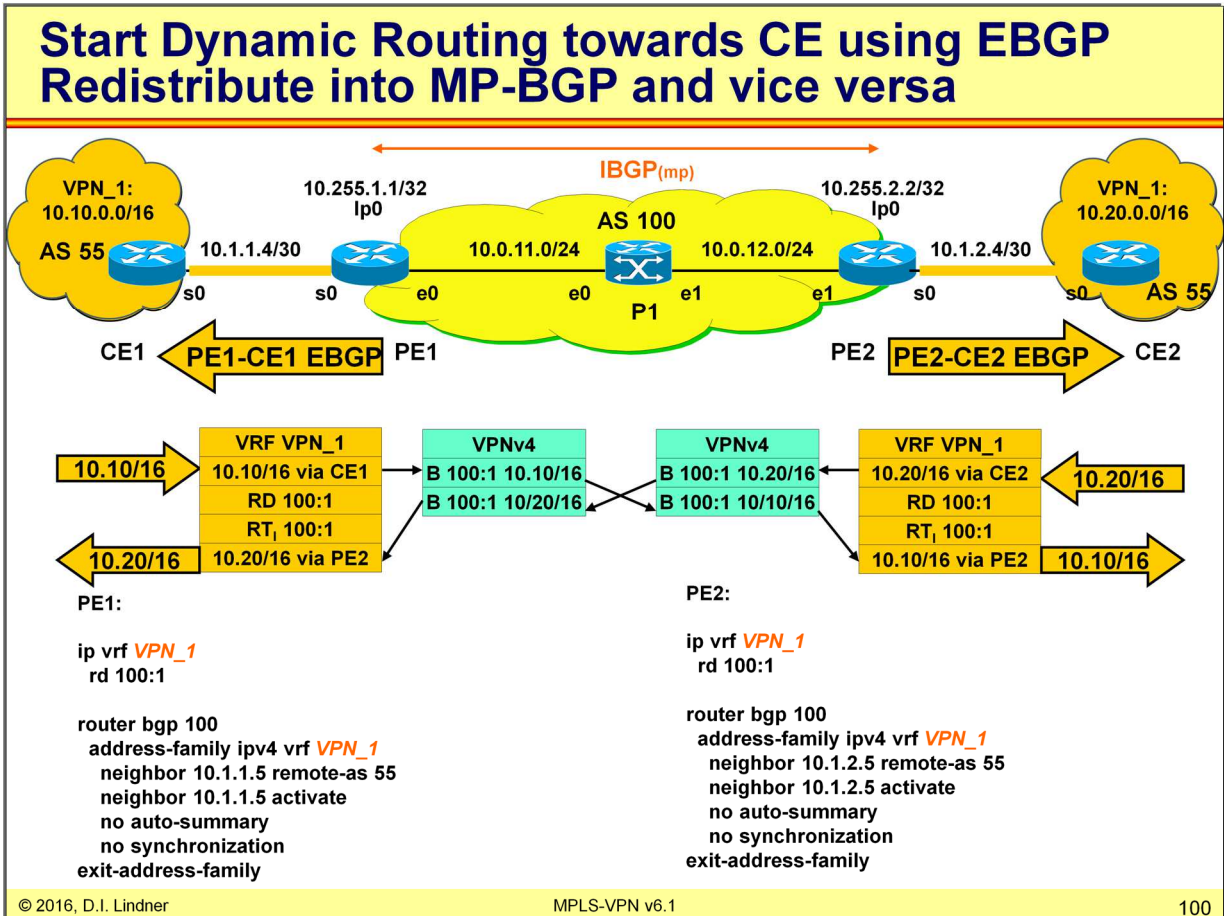 Start Dynamic Routing towards CE using EBGP
Redistribute into MP-BGP and vice versa
IBGP(mp)
VPN_1:
10.10.0.0/16
AS 55
10.1.1.4/30
10.255.1.1/32
lp0
AS 100
10.0.11.0/24
10.0.12.0/24
10.255.2.2/32
lp0
10.1.2.4/30
VPN_1:
10.20.0.0/16
AS 55
s0
s0
e0
e0
P1
e1
e1
s0
s0
CE1
PE1-CE1 EBGP
PE1
PE2
PE2-CE2 EBGP
CE2
10.10/16
10.20/16
VRF VPN_1
10.10/16 via CE1
RD 100:1
RTI 100:1
10.20/16 via PE2
VPNv4
B 100:1 10.10/16
B 100:1 10/20/16
VPNv4
B 100:1 10.20/16
B 100:1 10/10/16
VRF VPN_1
10.20/16 via CE2
RD 100:1
RTI 100:1
10.10/16 via PE2
10.20/16
10.10/16
PE1:
ip vrf VPN_1
rd 100:1
router bgp 100
address-family ipv4 vrf VPN_1
neighbor 10.1.1.5 remote-as 55
neighbor 10.1.1.5 activate
no auto-summary
no synchronization
exit-address-family
PE2:
ip vrf VPN_1
rd 100:1
router bgp 100
address-family ipv4 vrf VPN_1
neighbor 10.1.2.5 remote-as 55
neighbor 10.1.2.5 activate
no auto-summary
no synchronization
exit-address-family
© 2016, D.I. Lindner
MPLS-VPN v6.1
100